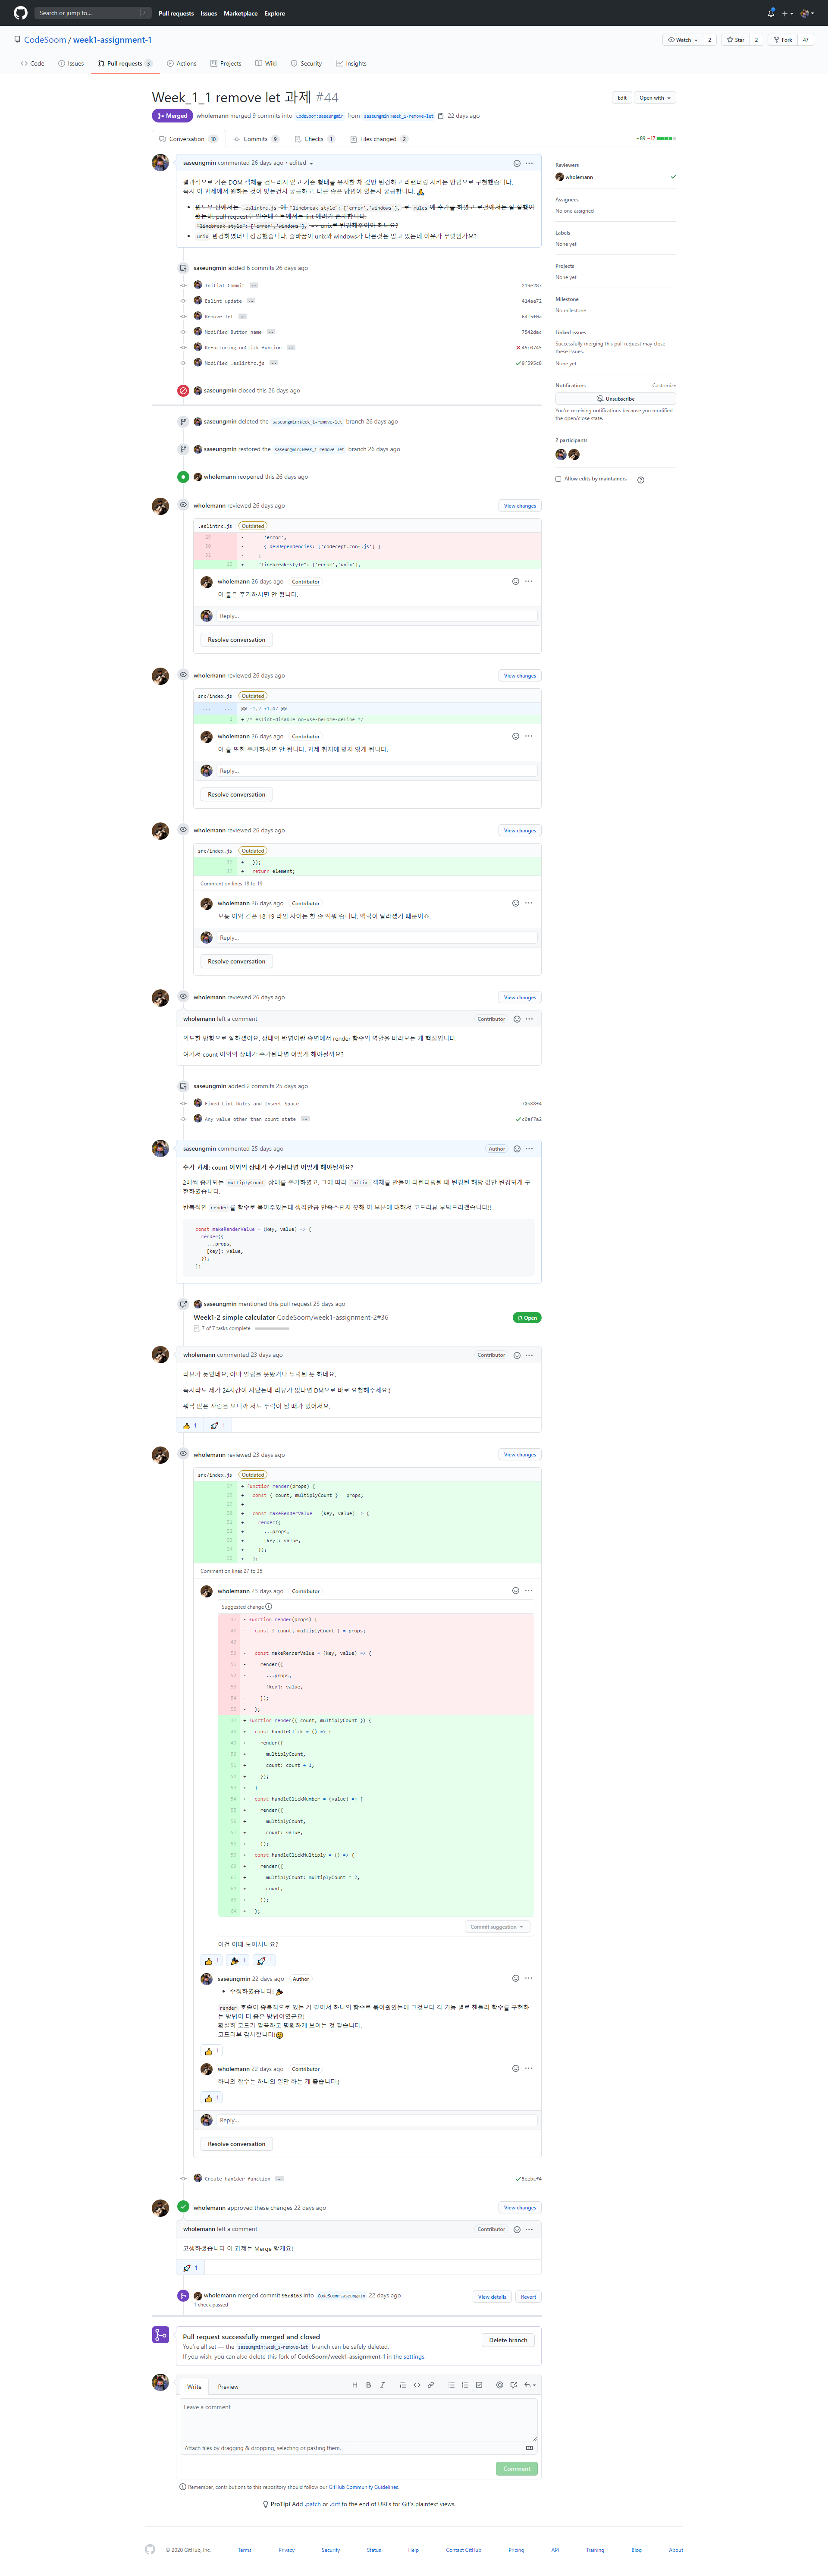 Search or jump to... /
Pull requests Issues Marketplace Explore
CodeSoom / week1-assignment-1
Watch 2 Star 2 Fork 47
Code Issues Pull requests 3 Actions Projects Wiki Security Insights
Week_1_1 remove let 과제 #44
Edit Open with
Merged wholemann merged 9 commits into CodeSoom:saseungmin from saseungmin:week_1-remove-let 22 days ago
Conversation 10 Commits 9 Checks 1 Files changed 2
+89 −17
saseungmin commented 26 days ago • edited
결과적으로 기존 DOM 객체를 건드리지 않고 기존 형태를 유지한 채 값만 변경하고 리렌더링 시키는 방법으로 구현했습니다.
혹시 이 과제에서 원하는 것이 맞는건지 궁금하고, 다른 좋은 방법이 있는지 궁금합니다. 🙏
윈도우 상에서는 .eslintrc.js 에 "linebreak-style": ['error','windows'], 로 rules 에 추가를 하였고 로컬에서는 잘 실행이
됐는데, pull request후 인수테스트에서는 lint 에러가 존재합니다.
"linebreak-style": ['error','windows'], --> unix로 변경해주어야 하나요?
unix 변경하였더니 성공했습니다. 줄바꿈이 unix와 windows가 다른것은 알고 있는데 이유가 무엇인가요?
Reviewers
wholemann
Assignees
No one assigned
Labels
None yet
Projects
None yet
Milestone
No milestone
Linked issues
Successfully merging this pull request may close
these issues.
None yet
Notifications Customize
Unsubscribe
You're receiving notifications because you modified
the open/close state.
2 participants
Allow edits by maintainers
saseungmin added 6 commits 26 days ago
Initial Commit ... 219e287
Eslint update ... 414aa72
Remove let ... 6415f0a
Modified Button name ... 7542dac
Refactoring onClick funcion ... 45c0745
Modified .eslintrc.js ... 9f595c8
saseungmin closed this 26 days ago
saseungmin deleted the saseungmin:week_1-remove-let branch 26 days ago
saseungmin restored the saseungmin:week_1-remove-let branch 26 days ago
wholemann reopened this 26 days ago
wholemann reviewed 26 days ago View changes
.eslintrc.js Outdated
- 'error',
- { devDependencies: ['codecept.conf.js'] }
- ]
+ "linebreak-style": ['error','unix'],
wholemann 26 days ago Contributor
이 룰은 추가하시면 안 됩니다.
Reply...
Resolve conversation
wholemann reviewed 26 days ago View changes
src/index.js Outdated
... ... @@ -1,2 +1,47 @@
1 + /* eslint-disable no-use-before-define */
wholemann 26 days ago Contributor
이 룰 또한 추가하시면 안 됩니다. 과제 취지에 맞지 않게 됩니다.
Reply...
Resolve conversation
wholemann reviewed 26 days ago View changes
src/index.js Outdated
18 + });
19 + return element;
Comment on lines 18 to 19
wholemann 26 days ago Contributor
보통 이와 같은 18-19 라인 사이는 한 줄 띄워 줍니다. 맥락이 달라졌기 때문이죠.
Reply...
Resolve conversation
wholemann reviewed 26 days ago View changes
wholemann left a comment Contributor
의도한 방향으로 잘하셨어요, 상태의 반영이란 측면에서 render 함수의 역할을 바라보는 게 핵심입니다.
여기서 count 이외의 상태가 추가된다면 어떻게 해야될까요?
saseungmin added 2 commits 25 days ago
Fixed Lint Rules and Insert Space 70688f4
Any value other than count state ... c0af7a2
saseungmin commented 25 days ago Author
추가 과제: count 이외의 상태가 추가된다면 어떻게 해야될까요?
2배씩 증가되는 multiplyCount 상태를 추가하였고, 그에 따라 initial 객체를 만들어 리렌더링될 때 변경된 해당 값만 변경되게 구
현하였습니다.
반복적인 render 를 함수로 묶어주었는데 생각만큼 만족스럽지 못해 이 부분에 대해서 코드리뷰 부탁드리겠습니다!!
const makeRenderValue = (key, value) => {
render({
...props,
[key]: value,
});
};
saseungmin mentioned this pull request 23 days ago
Week1-2 simple calculator CodeSoom/week1-assignment-2#36 Open
7 of 7 tasks complete
wholemann commented 23 days ago Contributor
리뷰가 늦었네요, 아마 알림을 못봤거나 누락된 듯 하네요.
혹시라도 제가 24시간이 지났는데 리뷰가 없다면 DM으로 바로 요청해주세요:)
워낙 많은 사람을 보니까 저도 누락이 될 때가 있어서요.
👍 1 🚀 1
wholemann reviewed 23 days ago View changes
src/index.js Outdated
27 + function render(props) {
28 + const { count, multiplyCount } = props;
29 +
30 + const makeRenderValue = (key, value) => {
31 + render({
32 + ...props,
33 + [key]: value,
34 + });
35 + };
Comment on lines 27 to 35
wholemann 23 days ago Contributor
Suggested change
47 - function render(props) {
48 - const { count, multiplyCount } = props;
49 -
50 - const makeRenderValue = (key, value) => {
51 - render({
52 - ...props,
53 - [key]: value,
54 - });
55 - };
47 + function render({ count, multiplyCount }) {
48 + const handleClick = () => {
49 + render({
50 + multiplyCount,
51 + count: count + 1,
52 + });
53 + }
54 + const handleClickNumber = (value) => {
55 + render({
56 + multiplyCount,
57 + count: value,
58 + });
59 + const handleClickMultiply = () => {
60 + render({
61 + multiplyCount: multiplyCount * 2,
62 + count,
63 + });
64 + };
Commit suggestion
이건 어때 보이시나요?
👍 1 🎉 1 🚀 1
saseungmin 22 days ago Author
수정하였습니다! 🎉
render 호출이 중복적으로 있는 거 같아서 하나의 함수로 묶어줬었는데 그것보다 각 기능 별로 핸들러 함수를 구현하
는 방법이 더 좋은 방법이였군요!
확실히 코드가 깔끔하고 명확하게 보이는 것 같습니다.
코드리뷰 감사합니다!😀
👍 1
wholemann 22 days ago Contributor
하나의 함수는 하나의 일만 하는 게 좋습니다:)
👍 1
Reply...
Resolve conversation
Create hanlder Function ... 5eebcf4
wholemann approved these changes 22 days ago View changes
wholemann left a comment Contributor
고생하셨습니다 이 과제는 Merge 할게요!
🚀 1
wholemann merged commit 95e8163 into CodeSoom:saseungmin 22 days ago View details Revert
1 check passed
Pull request successfully merged and closed
You're all set — the saseungmin:week_1-remove-let branch can be safely deleted.
If you wish, you can also delete this fork of CodeSoom/week1-assignment-1 in the settings.
Delete branch
Write Preview
Leave a comment
Attach files by dragging & dropping, selecting or pasting them.
Comment
Remember, contributions to this repository should follow our GitHub Community Guidelines.
ProTip! Add .patch or .diff to the end of URLs for Git's plaintext views.
© 2020 GitHub, Inc. Terms Privacy Security Status Help Contact GitHub Pricing API Training Blog About